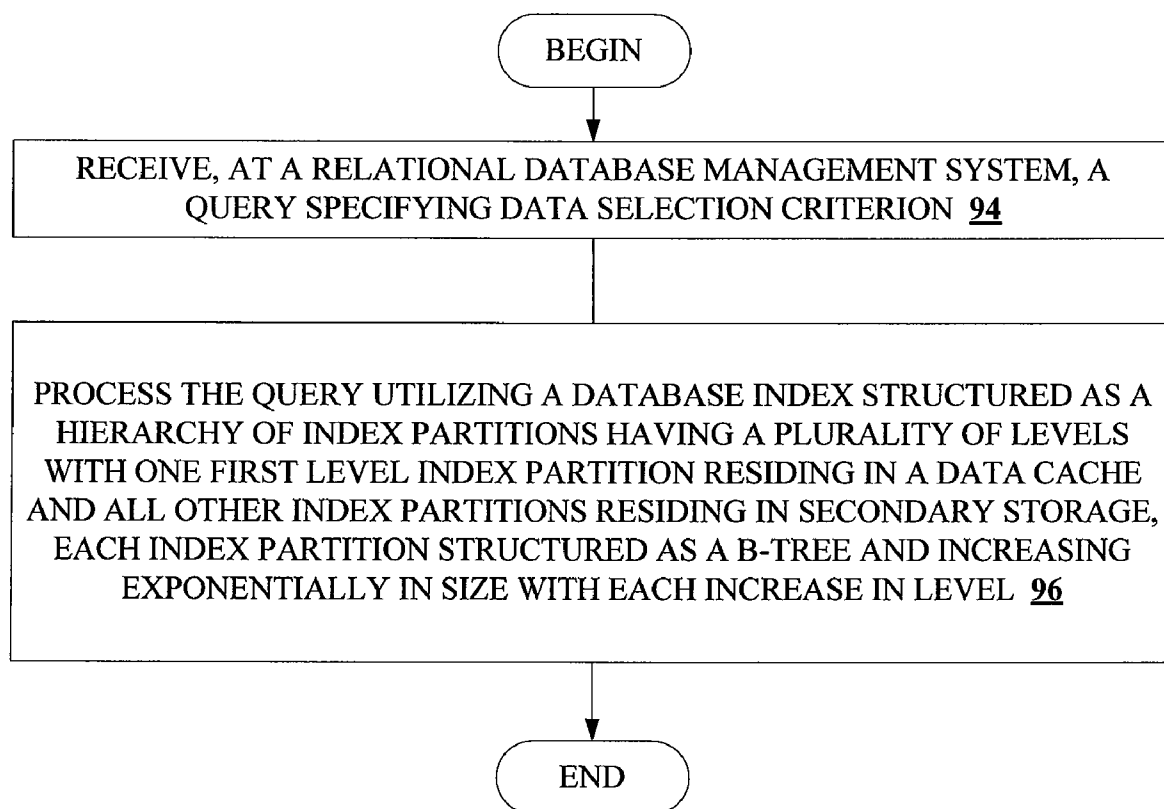 BEGIN
RECEIVE, AT A RELATIONAL DATABASE MANAGEMENT SYSTEM, A
QUERY SPECIFYING DATA SELECTION CRITERION 94
PROCESS THE QUERY UTILIZING A DATABASE INDEX STRUCTURED AS A
HIERARCHY OF INDEX PARTITIONS HAVING A PLURALITY OF LEVELS
WITH ONE FIRST LEVEL INDEX PARTITION RESIDING IN A DATA CACHE
AND ALL OTHER INDEX PARTITIONS RESIDING IN SECONDARY STORAGE,
EACH INDEX PARTITION STRUCTURED AS A B-TREE AND INCREASING
EXPONENTIALLY IN SIZE WITH EACH INCREASE IN LEVEL 96
END